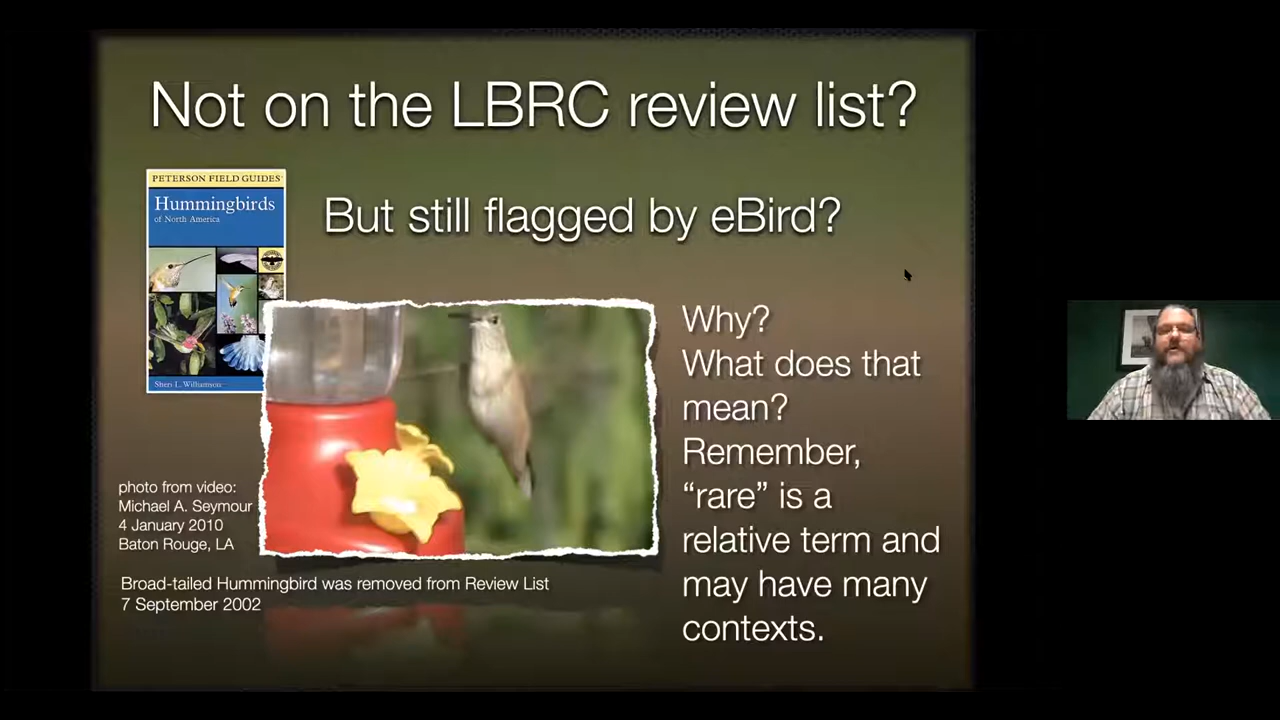 Not on the LBRC review list?
PETERSON FIELD GUIDES
Hummingbirds
of North America
Sheri L. Williamson
But still flagged by eBird?
Why?
What does that
mean?
Remember,
“rare” is a
relative term and
may have many
contexts.
photo from video:
Michael A. Seymour
4 January 2010
Baton Rouge, LA
Broad-tailed Hummingbird was removed from Review List
7 September 2002